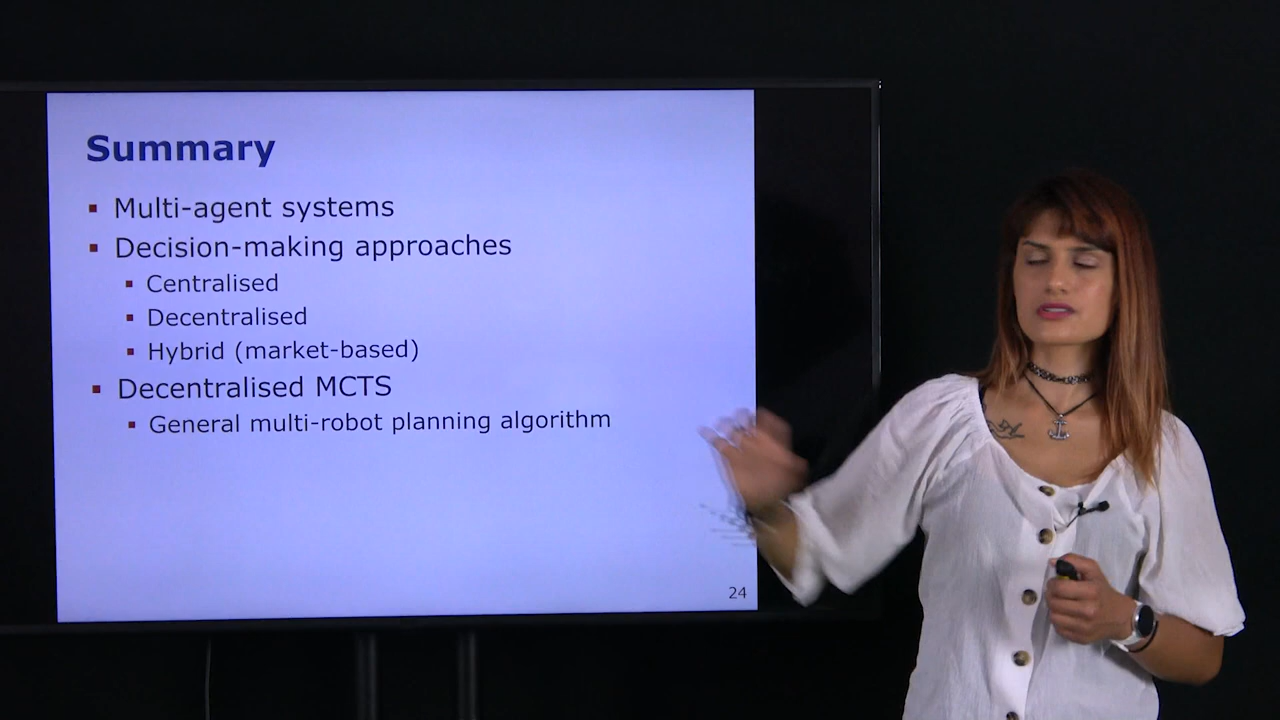 Summary
Multi-agent systems
Decision-making approaches
Centralised
Decentralised
Hybrid (market-based)
Decentralised MCTS
General multi-robot planning algorithm
24